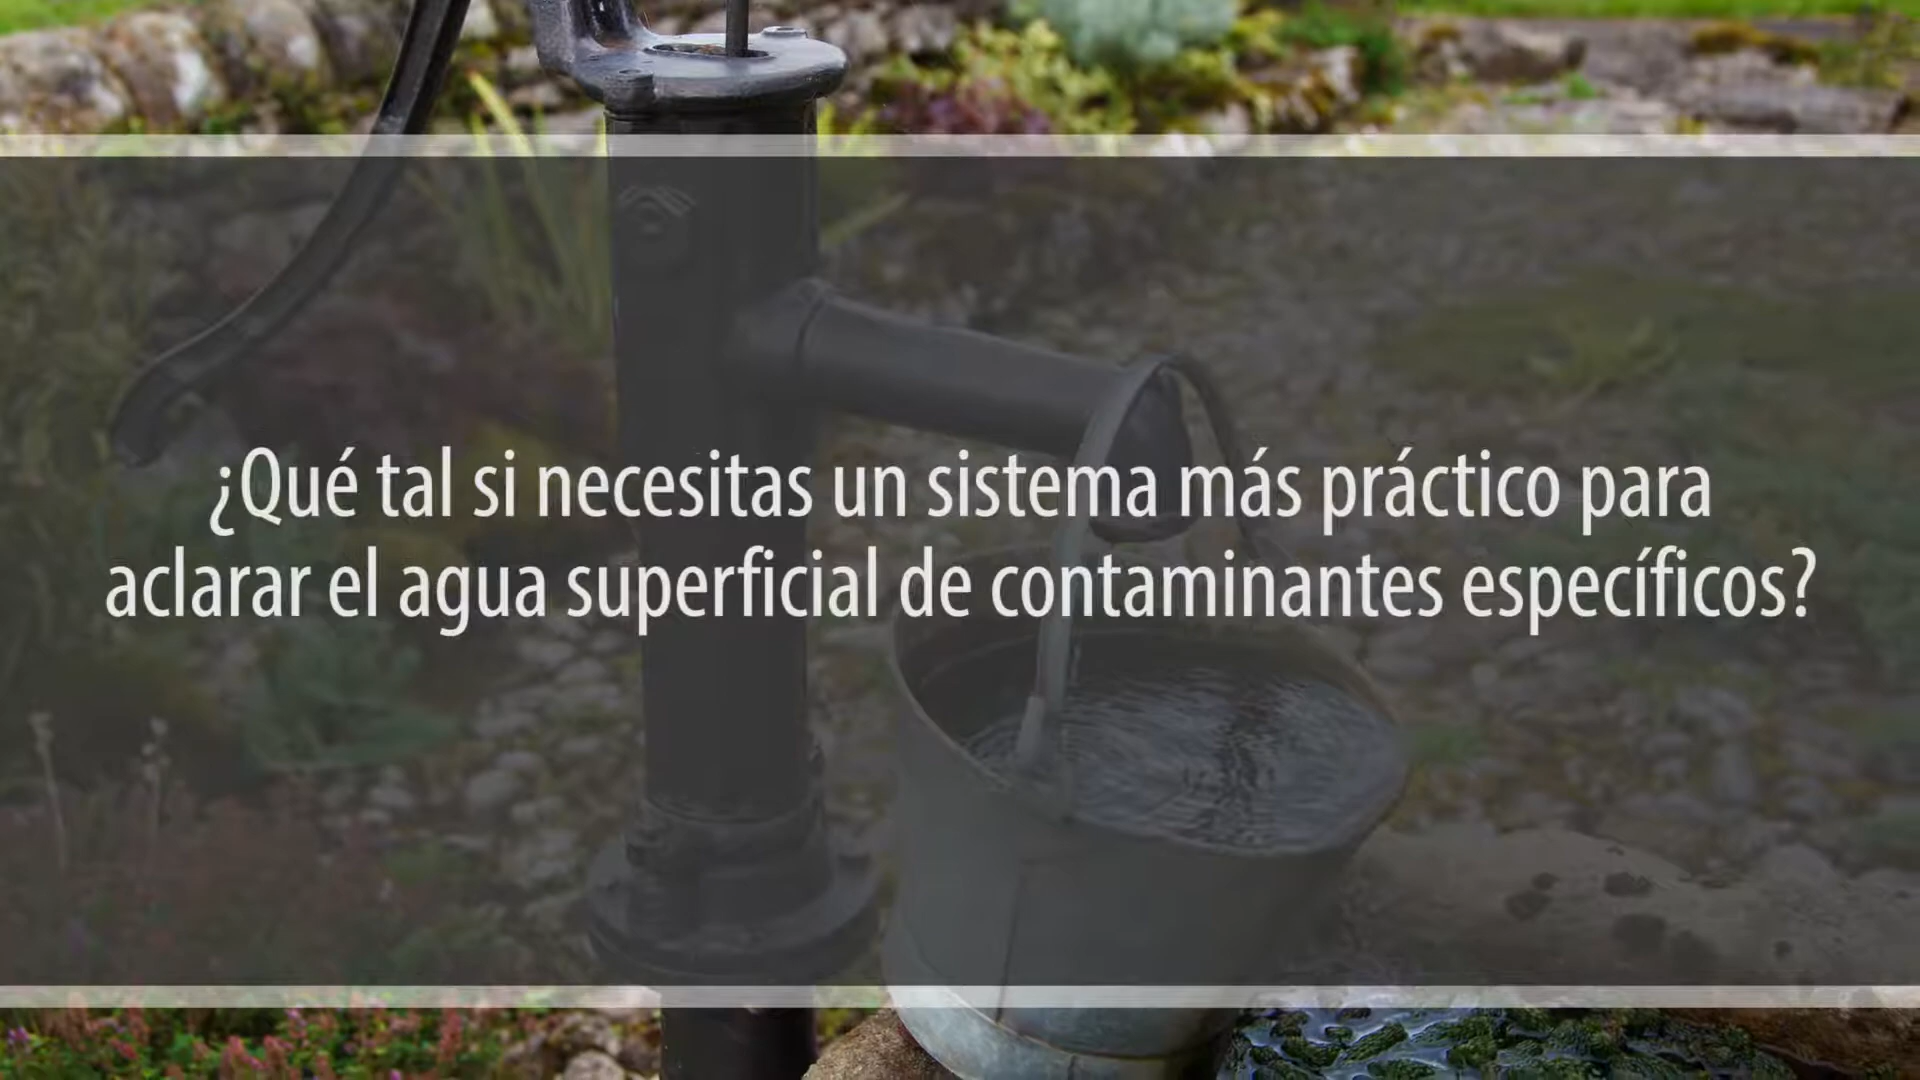 ¿Qué tal si necesitas un sistema más práctico para
aclarar el agua superficial de contaminantes específicos?